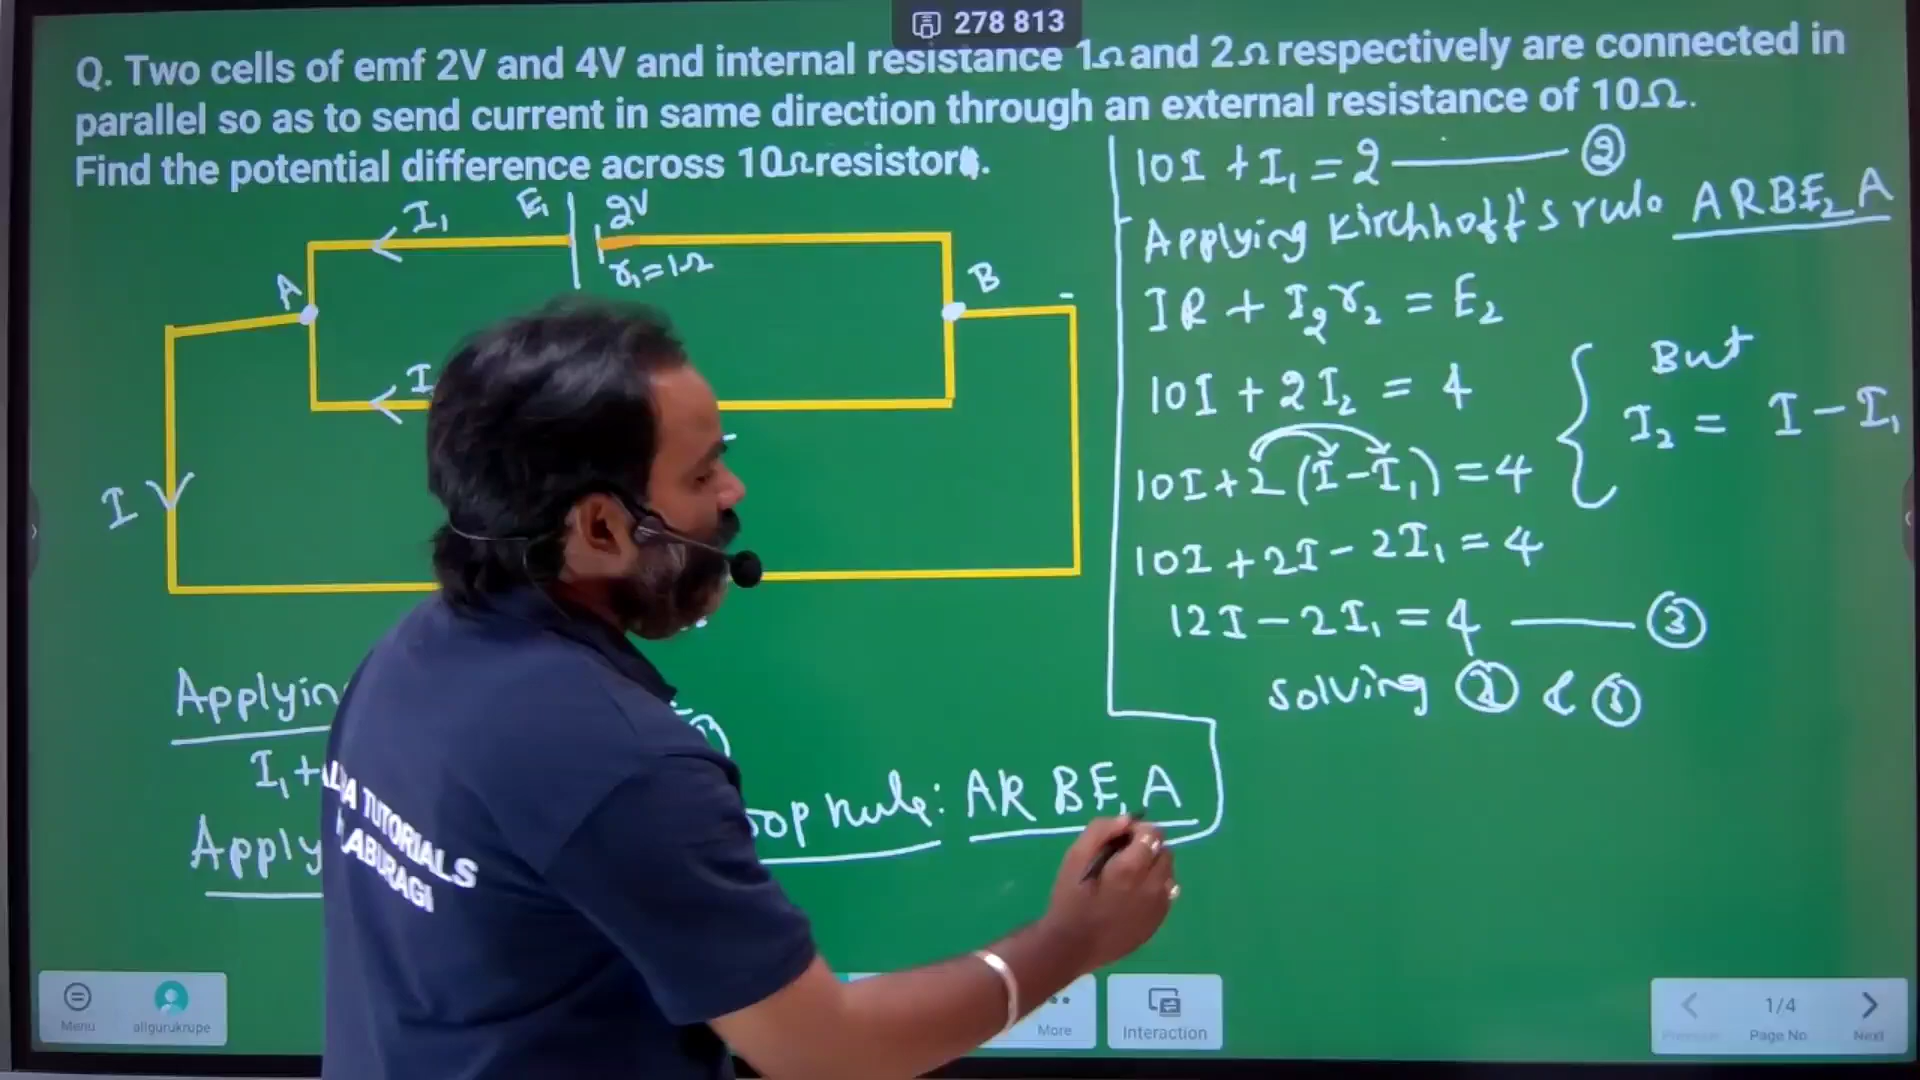 278 813
Q. Two cells of emf 2V and 4V and internal resistance 1Ω and 2Ω respectively are connected in
parallel so as to send current in same direction through an external resistance of 10Ω.
Find the potential difference across 10Ω resistor.
I₁
E₁
2V
r₁=1Ω
A
B
-
I
I
Applyin
I₁+
Apply
oop rule: ARBE₁A
10I + I₁ = 2 ②
Applying Kirchhoff's rule ARBE₂A
IR + I₂r₂ = E₂
10I + 2I₂ = 4
But
I₂ = I - I₁
10I + 2(I - I₁) = 4
10I + 2I - 2I₁ = 4
12I - 2I₁ = 4 ③
solving ② & ③
ALLMA TUTORIALS
KALABURAGI
Menu
allgurukrupe
More
Interaction
Previous
1/4
Page No
Next